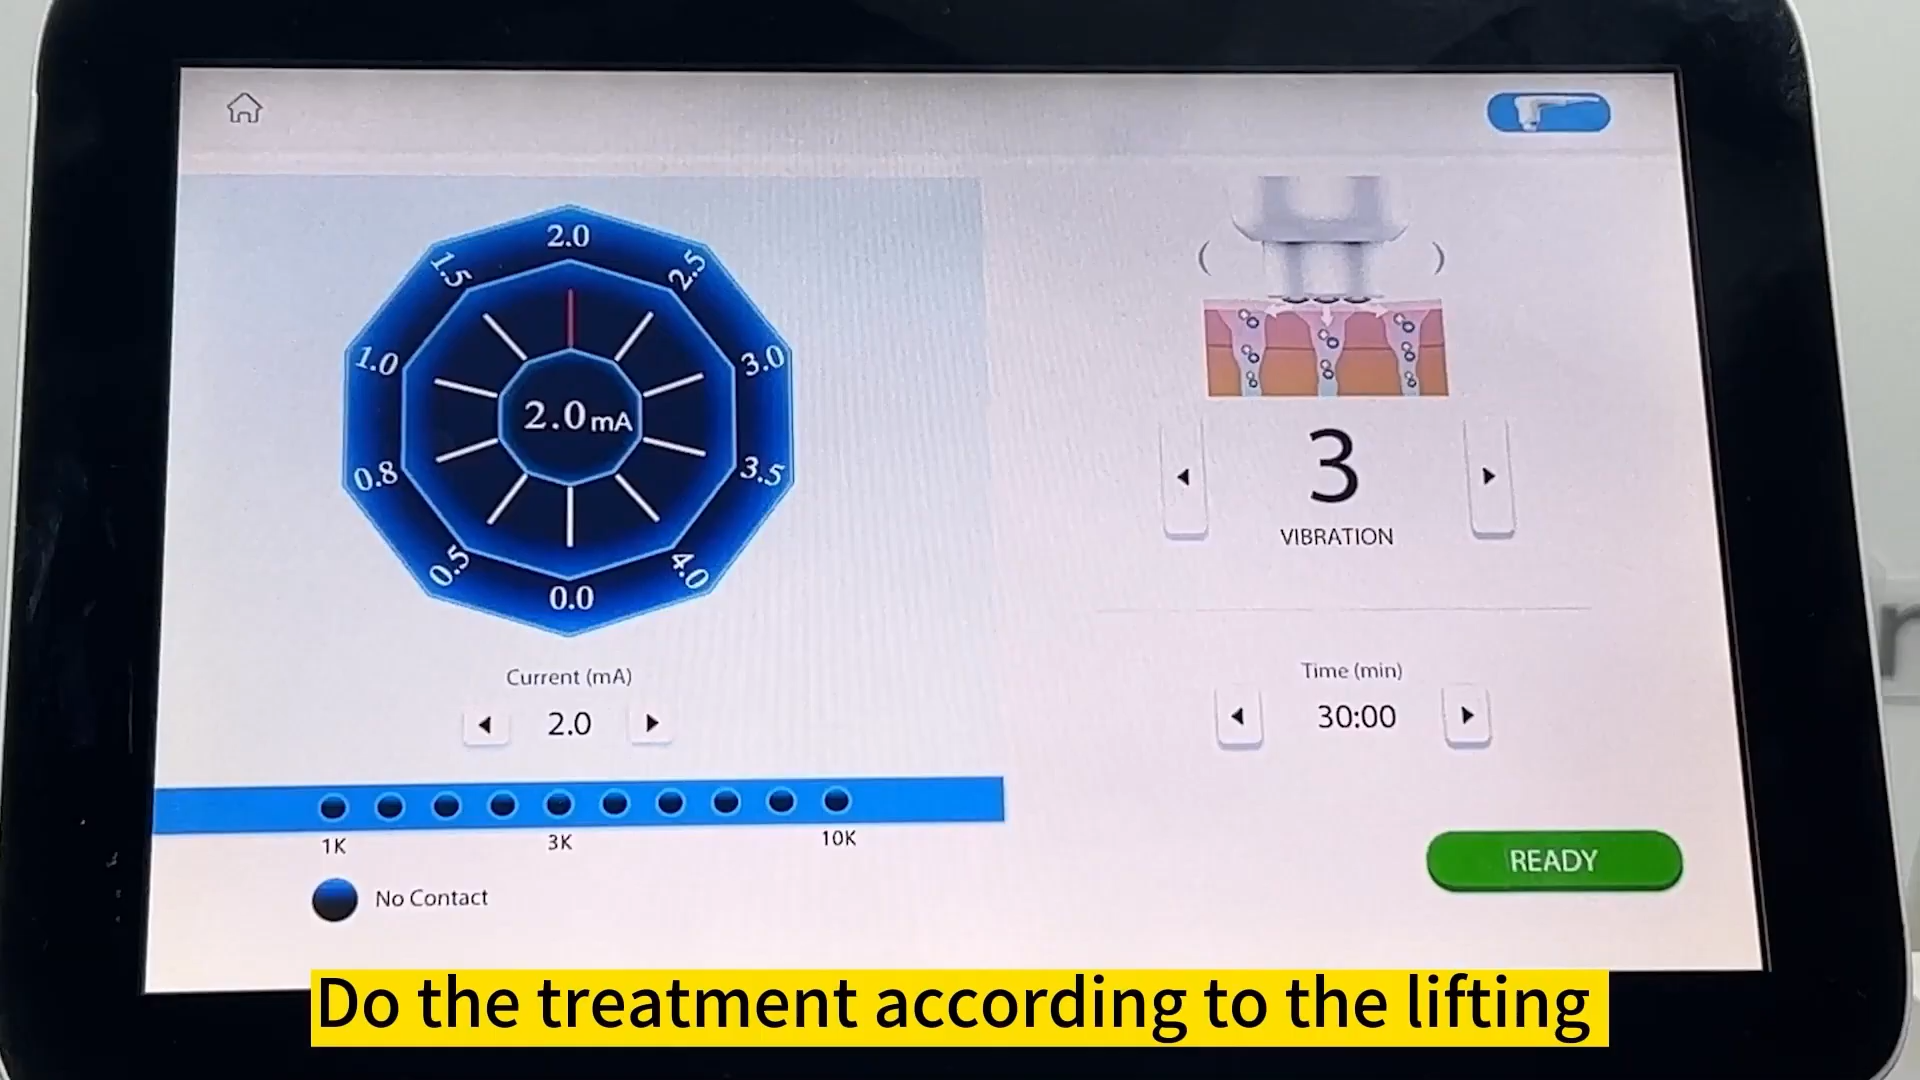 2.0
1.5
2.5
1.0
3.0
2.0 mA
0.8
3.5
0.5
4.0
0.0
Current (mA)
2.0
1K
3K
10K
No Contact
3
VIBRATION
Time (min)
30:00
READY
Do the treatment according to the lifting